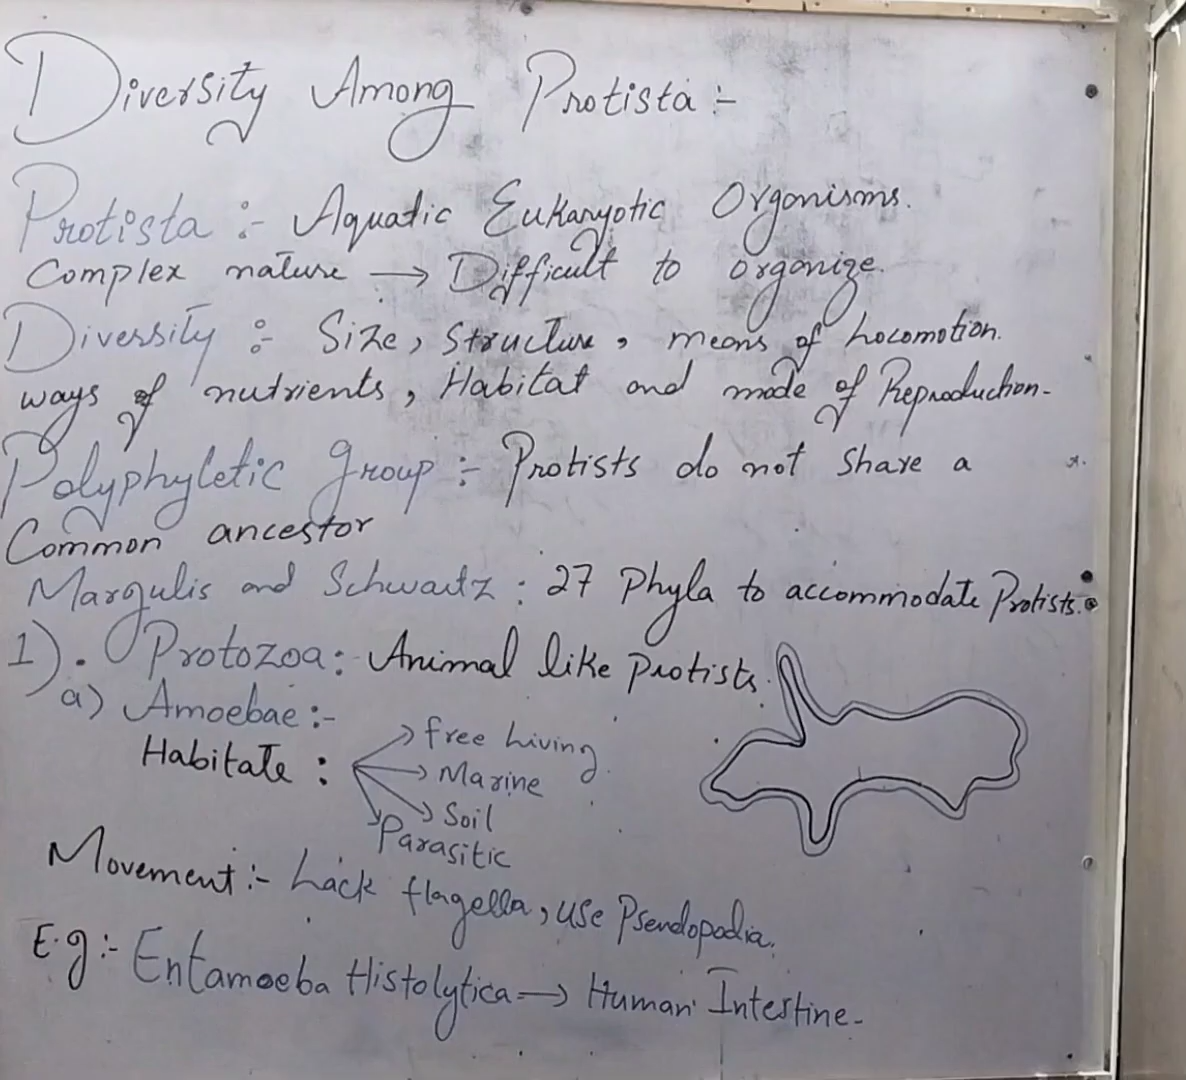 Diversity Among Protista :-
Protista :- Aquatic Eukaryotic Organisms.
Complex nature → Difficult to organize.
Diversity :- Size, Structure, means of Locomotion.
ways of nutrients, Habitat and mode of Reproduction-
Polyphyletic group :- Protists do not Share a
Common ancestor
Margulis and Schwartz : 27 Phyla to accommodate Protists.
1). Protozoa: Animal like Protists.
a) Amoebae :-
Habitate : → free Living
→ Marine
→ Soil
→ Parasitic
Movement :- Lack flagella, use Pseudopodia.
E.g :- Entamoeba Histolytica → Human Intestine-